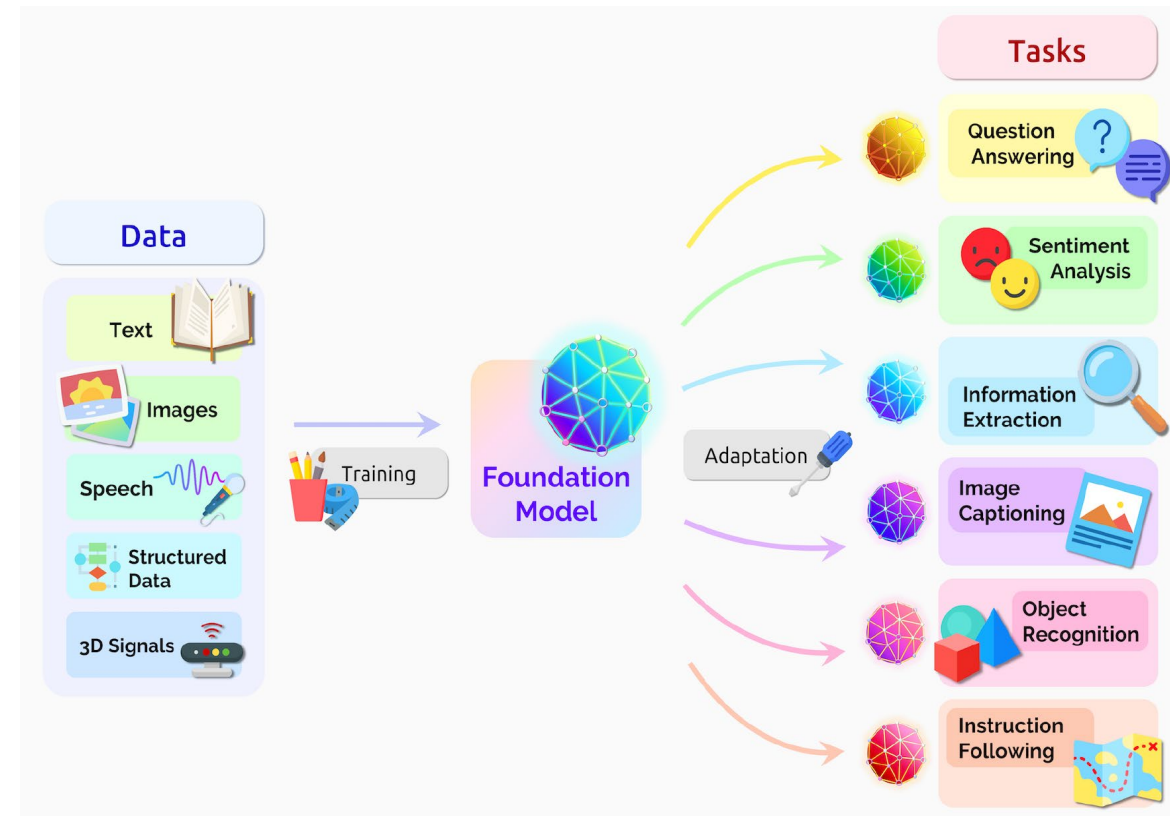 Tasks
Question
Answering
Sentiment
Analysis
Data
Text
Images
Information
Extraction
Speech
Training
Foundation
Model
Adaptation
Image
Captioning
Structured
Data
3D Signals
Object
Recognition
Instruction
Following
?